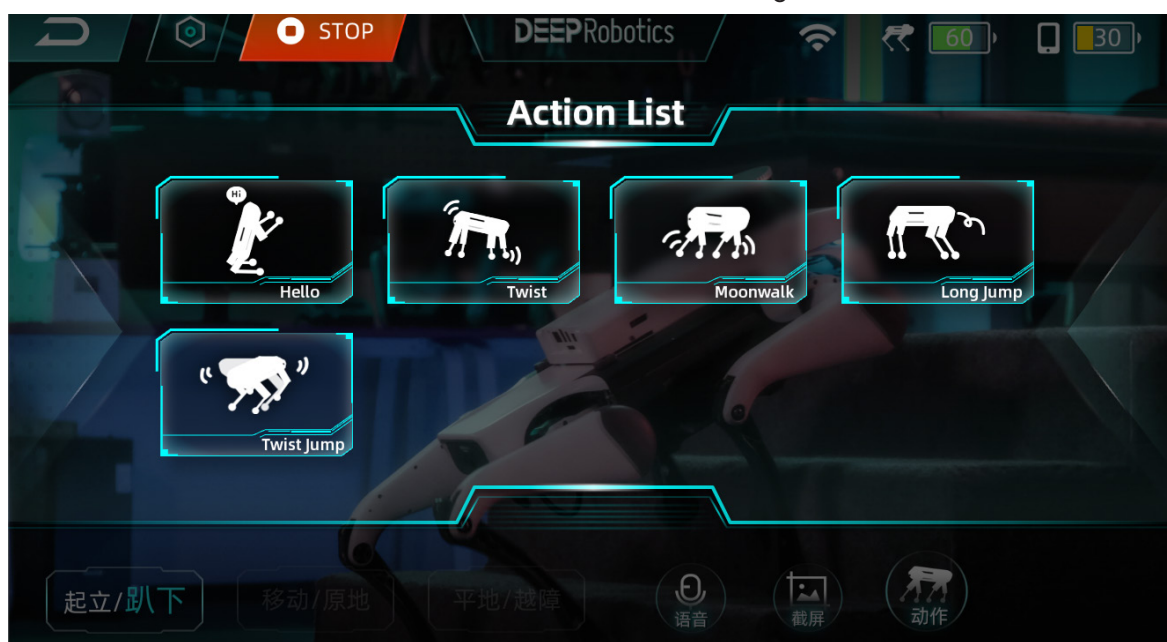 STOP
DEEPRobotics
60
30
Action List
Hi
Hello
Twist
Moonwalk
Long Jump
Twist Jump
起立/趴下
移动/原地
平地/越障
语音
截屏
动作